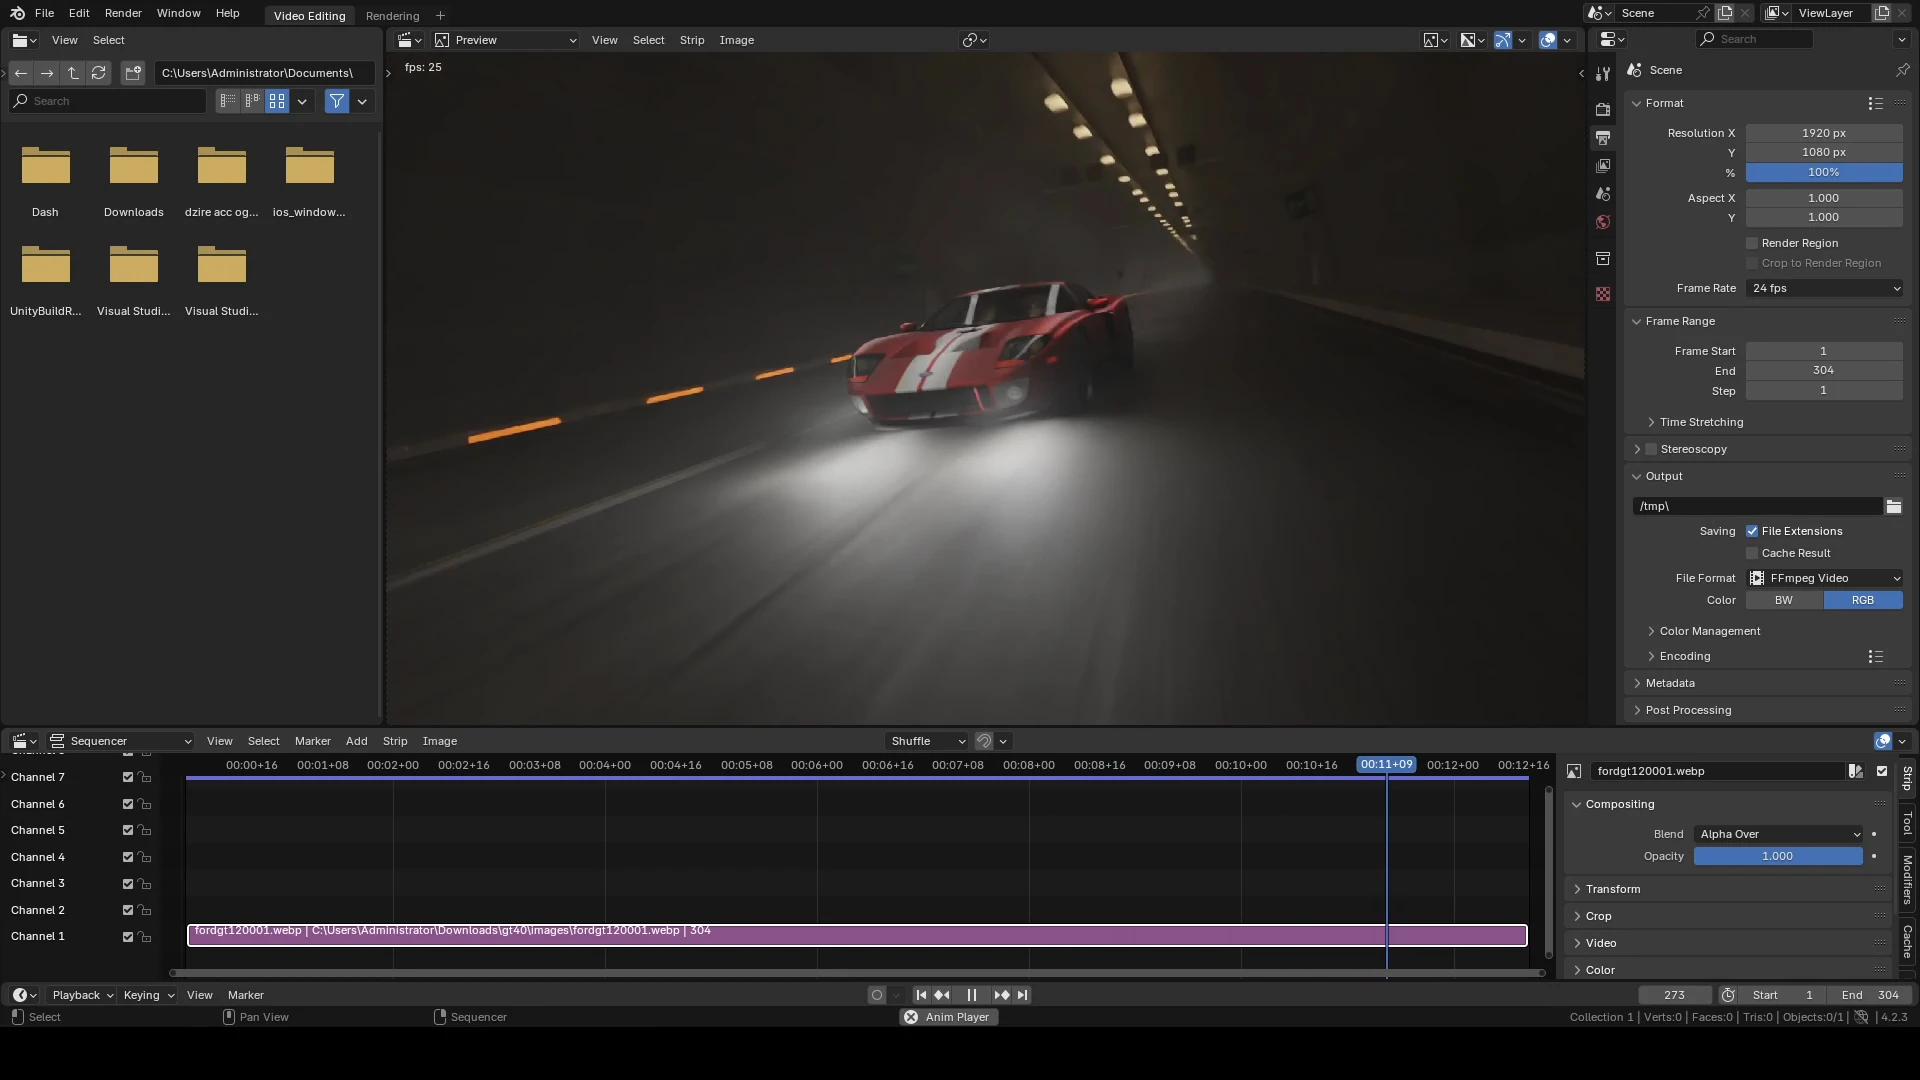 File Edit Render Window Help Video Editing Rendering + Scene ViewLayer
View Select
Preview View Select Strip Image
Search
C:\Users\Administrator\Documents\
Search
Dash Downloads dzire acc og... ios_window...
UnityBuildR... Visual Studi... Visual Studi...
fps: 25
Scene
Format
Resolution X 1920 px
Y 1080 px
% 100%
Aspect X 1.000
Y 1.000
Render Region
Crop to Render Region
Frame Rate 24 fps
Frame Range
Frame Start 1
End 304
Step 1
Time Stretching
Stereoscopy
Output
/tmp\
Saving File Extensions
Cache Result
File Format FFmpeg Video
Color BW RGB
Color Management
Encoding
Metadata
Post Processing
Sequencer View Select Marker Add Strip Image Shuffle
00:00+16 00:01+08 00:02+00 00:02+16 00:03+08 00:04+00 00:04+16 00:05+08 00:06+00 00:06+16 00:07+08 00:08+00 00:08+16 00:09+08 00:10+00 00:10+16 00:11+09 00:12+00 00:12+16
Channel 7
Channel 6
Channel 5
Channel 4
Channel 3
Channel 2
Channel 1
fordgt120001.webp | C:\Users\Administrator\Downloads\gt40\images\fordgt120001.webp | 304
fordgt120001.webp
Compositing
Blend Alpha Over
Opacity 1.000
Transform
Crop
Video
Color
Strip
Tool
Modifiers
Cache
Playback Keying View Marker 273 Start 1 End 304
Select Pan View Sequencer Anim Player Collection 1 | Verts:0 | Faces:0 | Tris:0 | Objects:0/1 | 4.2.3